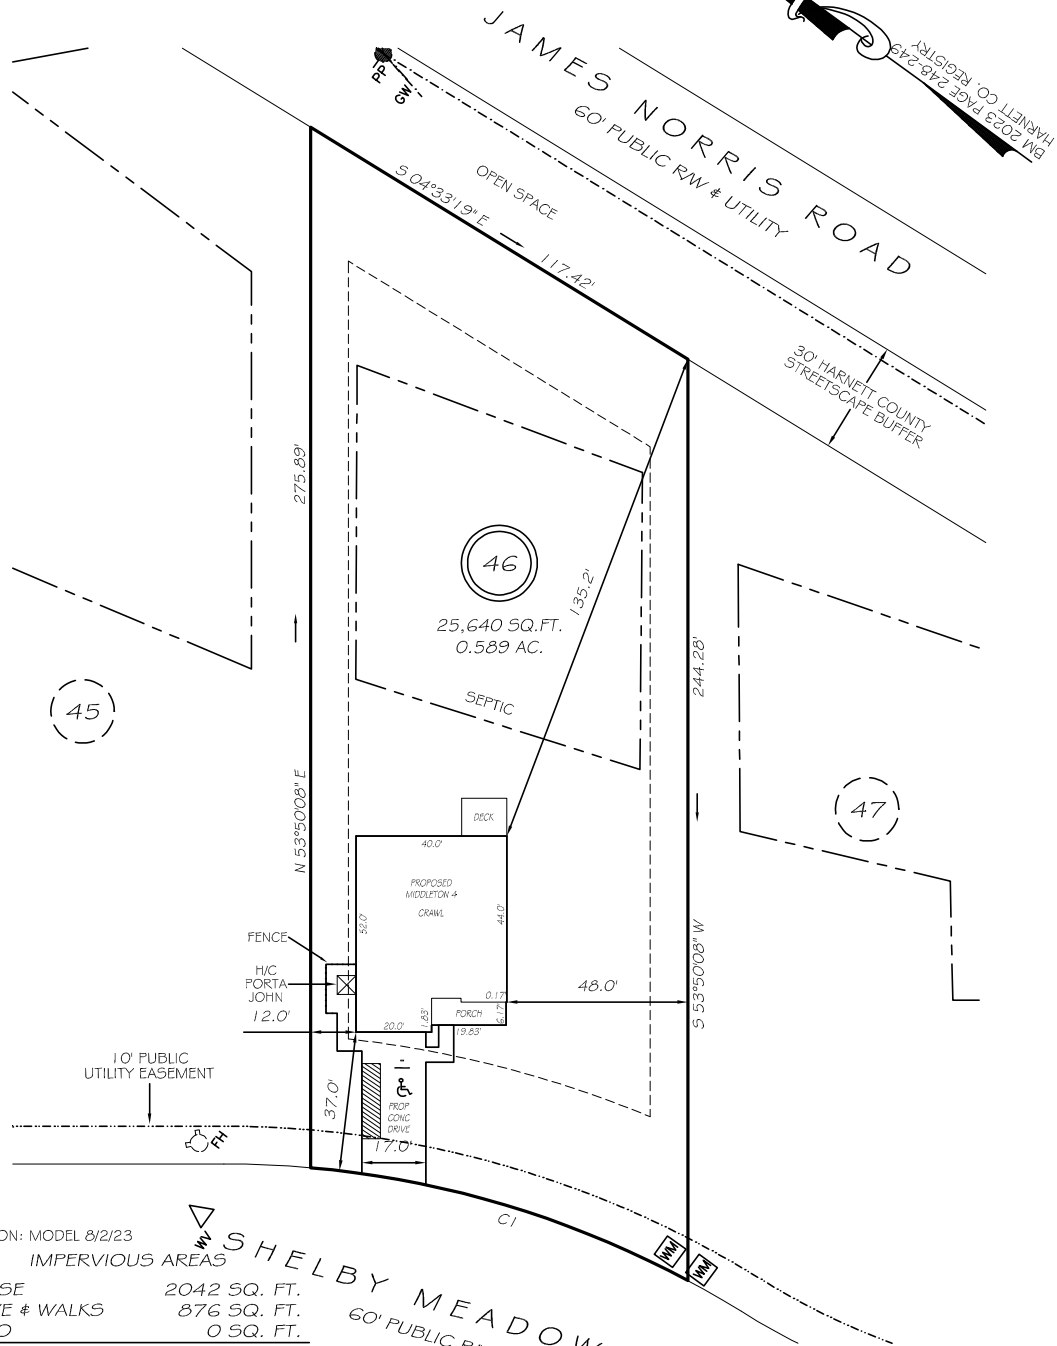 JAMES NORRIS ROAD
60' PUBLIC R/W & UTILITY
BM 2023 PAGE 248-249
HARNETT CO. REGISTRY
PP
GW
OPEN SPACE
S 04°33'19" E
117.42'
30' HARNETT COUNTY
STREETSCAPE BUFFER
275.89'
46
25,640 SQ.FT.
0.589 AC.
135.2'
244.28'
SEPTIC
45
47
N 53°50'08" E
DECK
40.0'
PROPOSED
MIDDLETON 4
CRAWL
52.0'
44.0'
FENCE
H/C
PORTA
JOHN
12.0'
48.0'
S 53°50'08" W
0.17'
PORCH
6.17'
1.83'
20.0'
19.83'
10' PUBLIC
UTILITY EASEMENT
37.0'
PROP
CONC
DRIVE
17.0'
FH
C1
WV
WM
WM
SHELBY MEADOW
60' PUBLIC R/
ON: MODEL 8/2/23
IMPERVIOUS AREAS
SE 2042 SQ. FT.
E & WALKS 876 SQ. FT.
O 0 SQ. FT.